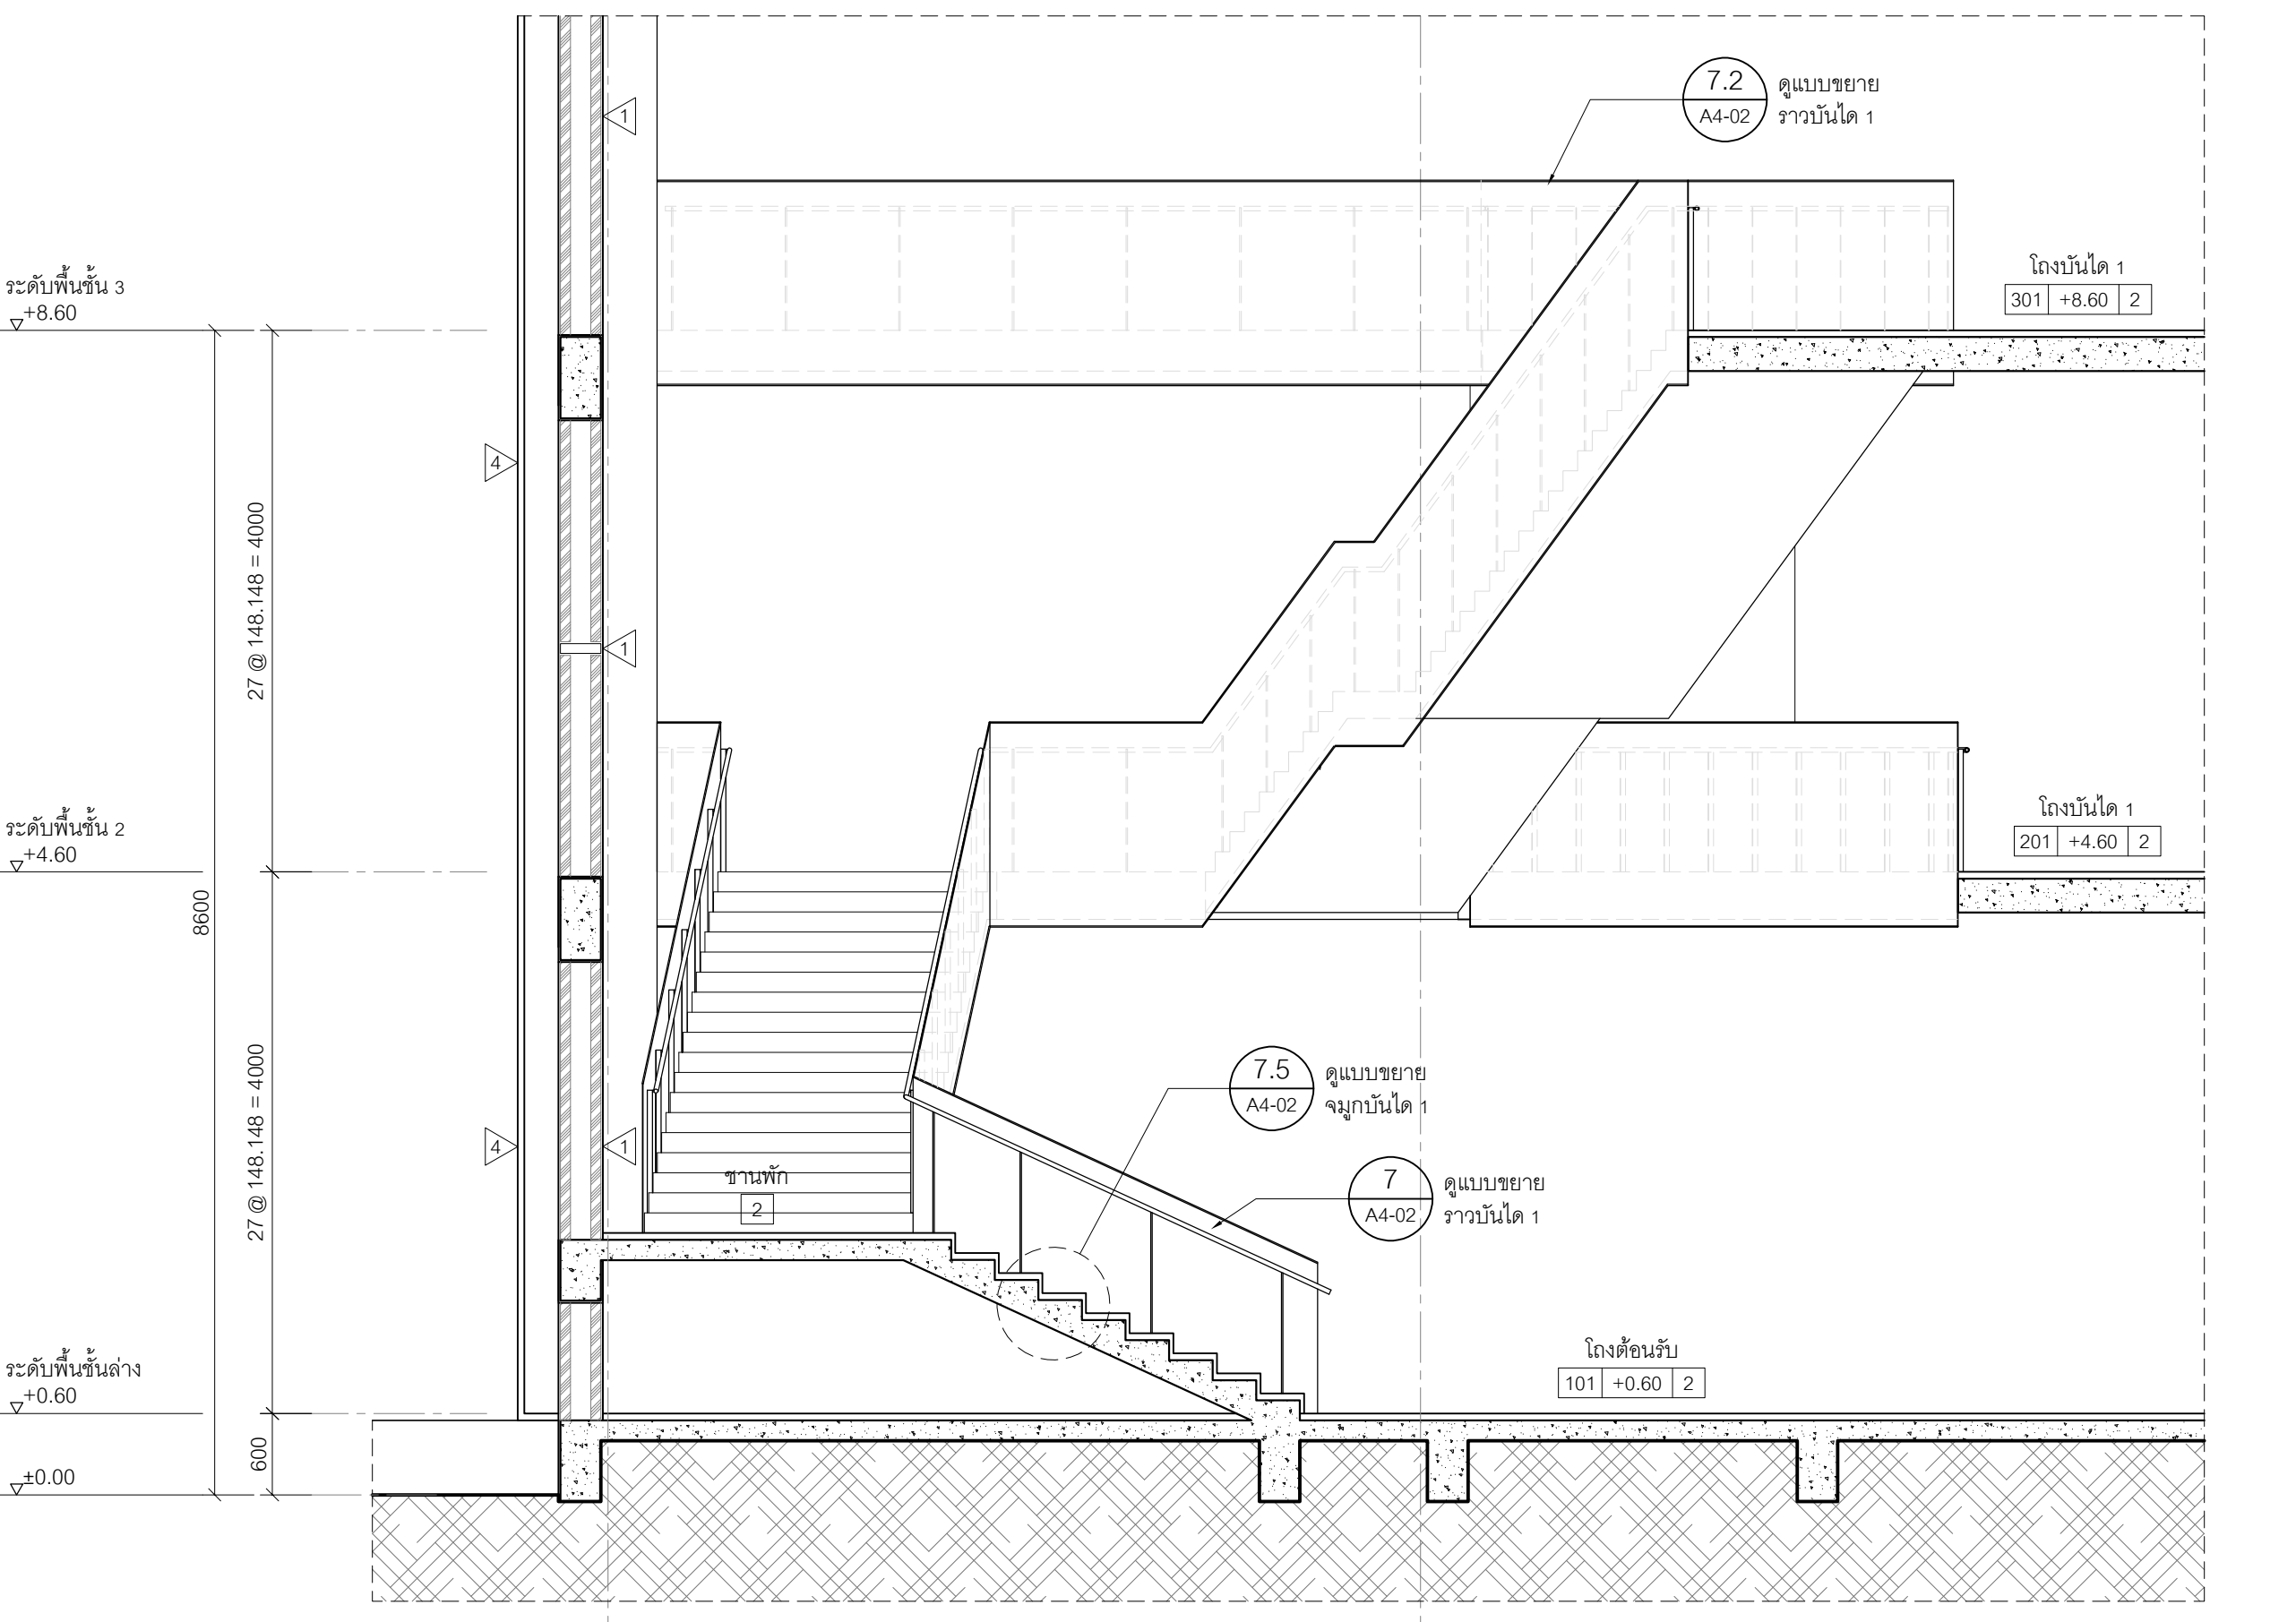 7.2
A4-02
ดูแบบขยาย
ราวบันได 1
1
โถงบันได 1
301 +8.60 2
ระดับพื้นชั้น 3
+8.60
4
27 @ 148.148 = 4000
1
โถงบันได 1
201 +4.60 2
ระดับพื้นชั้น 2
+4.60
8600
7.5
A4-02
ดูแบบขยาย
จมูกบันได 1
27 @ 148.148 = 4000
4
1
ชานพัก
2
7
A4-02
ดูแบบขยาย
ราวบันได 1
โถงต้อนรับ
101 +0.60 2
ระดับพื้นชั้นล่าง
+0.60
600
±0.00